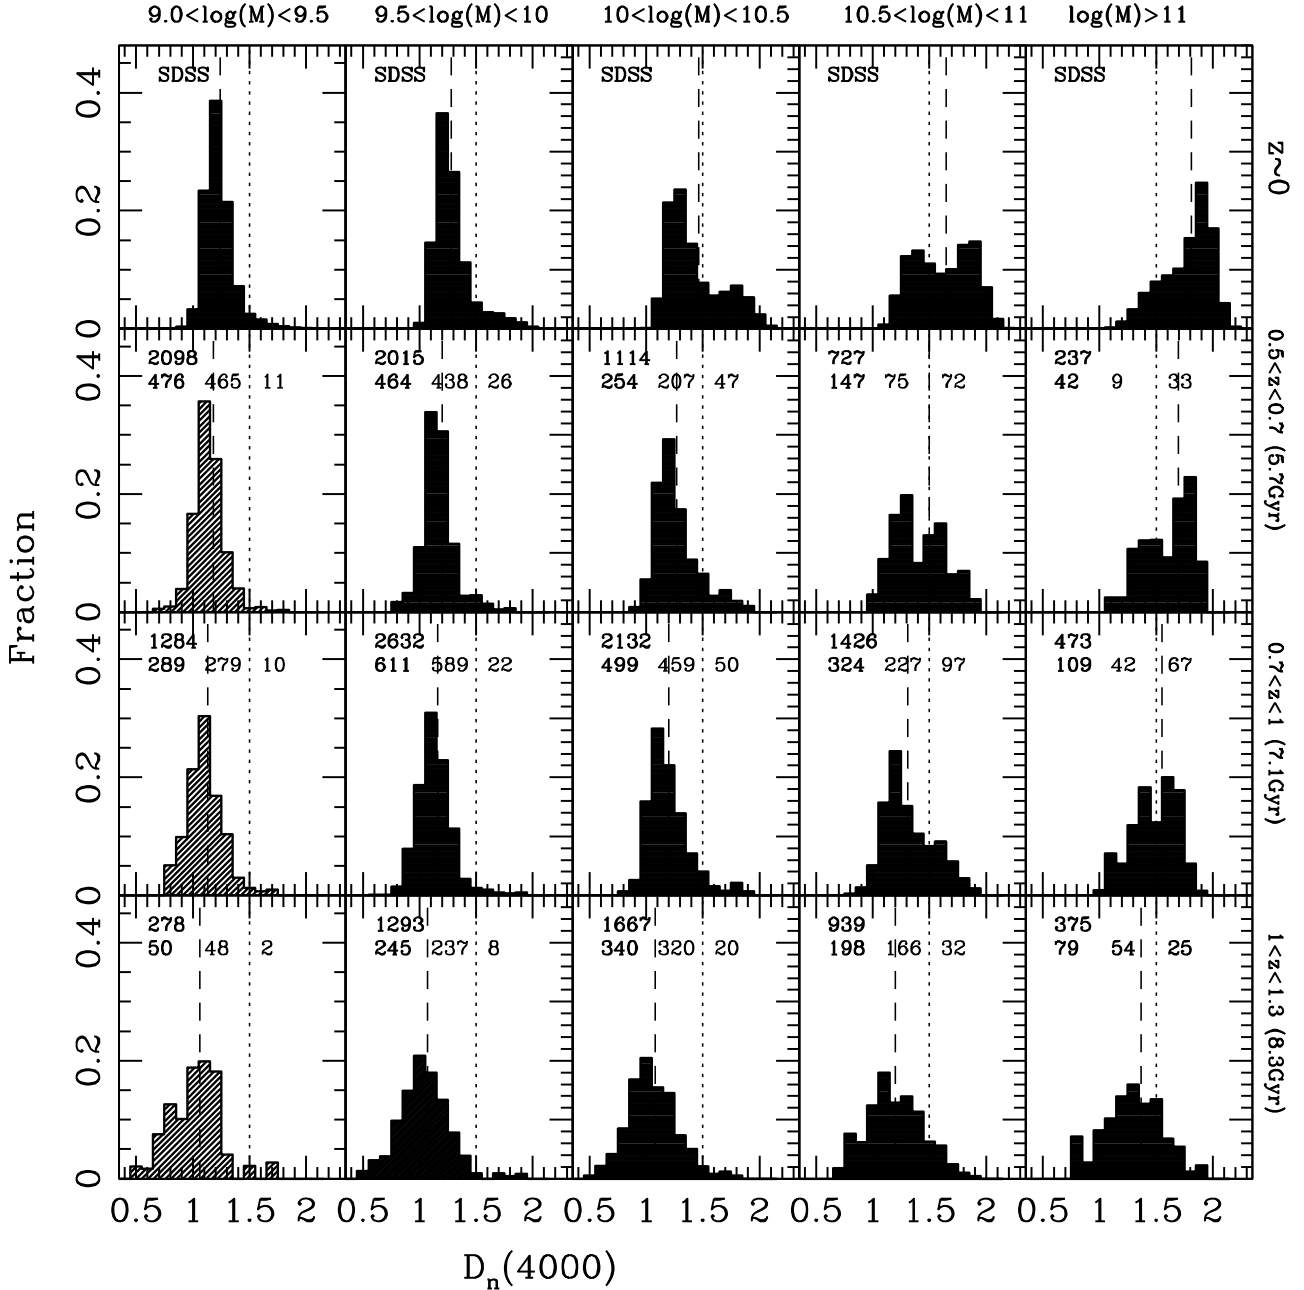 9.0<log(M)<9.5 9.5<log(M)<10 10<log(M)<10.5 10.5<log(M)<11 log(M)>11
SDSS SDSS SDSS SDSS SDSS
0.4
0.2
0
z~0
2098 2015 1114 727 237
476 465 11 464 438 26 254 207 47 147 75 72 42 9 33
0.4
0.2
0
0.5<z<0.7 (5.7Gyr)
1284 2632 2132 1426 473
289 279 10 611 589 22 499 459 50 324 227 97 109 42 67
0.4
0.2
0
0.7<z<1 (7.1Gyr)
278 1293 1667 939 375
50 48 2 245 237 8 340 320 20 198 166 32 79 54 25
0.4
0.2
0
1<z<1.3 (8.3Gyr)
0.5 1 1.5 2 0.5 1 1.5 2 0.5 1 1.5 2 0.5 1 1.5 2 0.5 1 1.5 2
Fraction
Dn(4000)